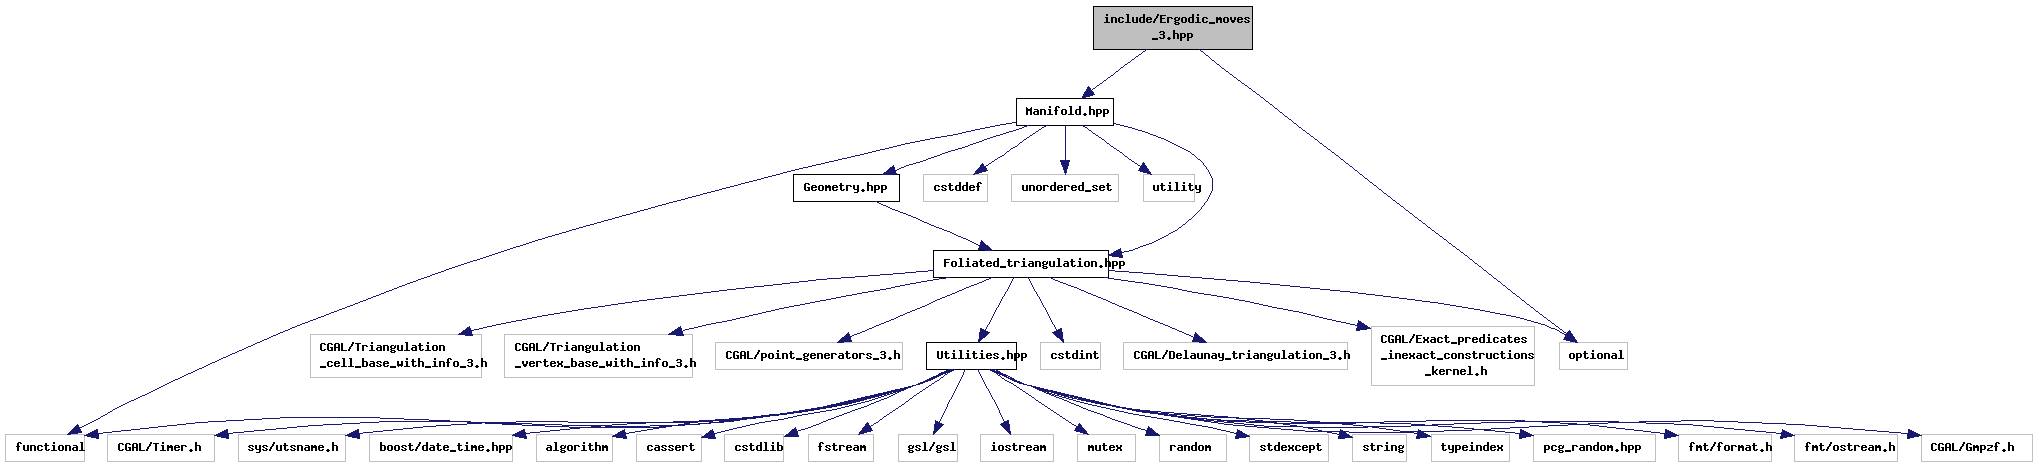 include/Ergodic_moves
_3.hpp
Manifold.hpp
Geometry.hpp
cstddef
unordered_set
utility
Foliated_triangulation.hpp
CGAL/Triangulation
_cell_base_with_info_3.h
CGAL/Triangulation
_vertex_base_with_info_3.h
CGAL/point_generators_3.h
Utilities.hpp
cstdint
CGAL/Delaunay_triangulation_3.h
CGAL/Exact_predicates
_inexact_constructions
_kernel.h
optional
functional
CGAL/Timer.h
sys/utsname.h
boost/date_time.hpp
algorithm
cassert
cstdlib
fstream
gsl/gsl
iostream
mutex
random
stdexcept
string
typeindex
pcg_random.hpp
fmt/format.h
fmt/ostream.h
CGAL/Gmpzf.h